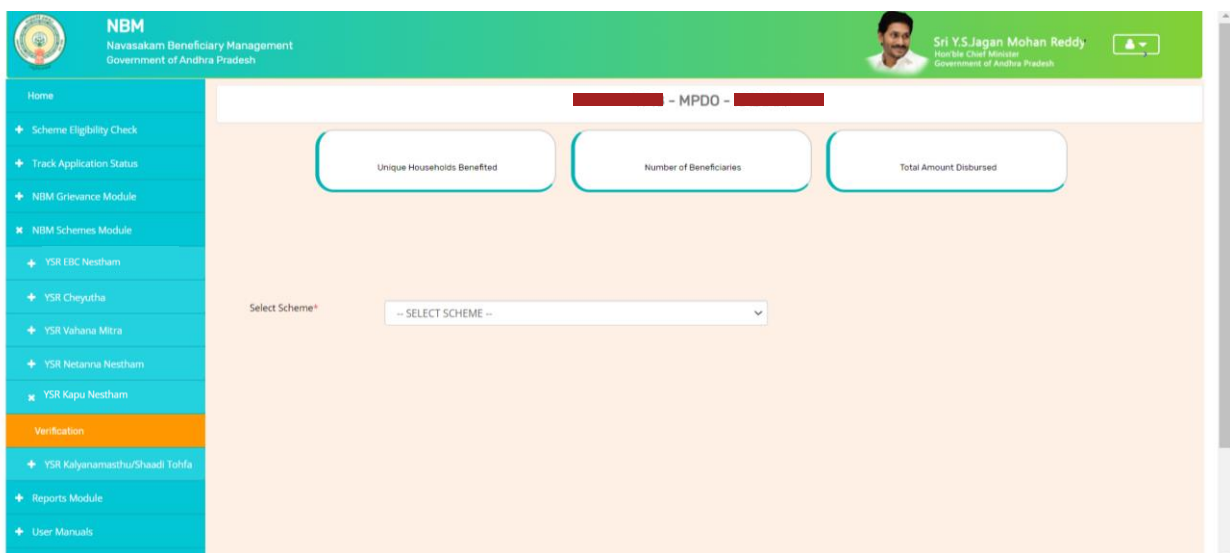 NBM
Navasakam Beneficiary Management
Government of Andhra Pradesh
Sri Y.S.Jagan Mohan Reddy
Hon'ble Chief Minister
Government of Andhra Pradesh
Home
Scheme Eligibility Check
Track Application Status
NBM Grievance Module
NBM Schemes Module
YSR EBC Nestham
YSR Cheyutha
YSR Vahana Mitra
YSR Netanna Nestham
YSR Kapu Nestham
Verification
YSR Kalyanamasthu/Shaadi Tohfa
Reports Module
User Manuals
- MPDO -
Unique Households Benefited
Number of Beneficiaries
Total Amount Disbursed
Select Scheme*
-- SELECT SCHEME --